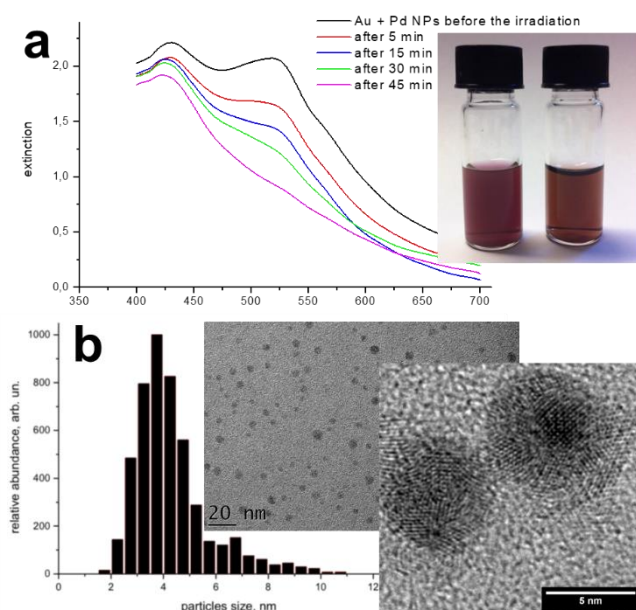 a
Au + Pd NPs before the irradiation
after 5 min
after 15 min
after 30 min
after 45 min
extinction
2,0
1,5
1,0
0,5
0,0
350 400 450 500 550 600 650 700
b
relative abundance, arb. un.
1000
800
600
400
200
0
0 2 4 6 8 10 12
particles size, nm
20 nm
5 nm